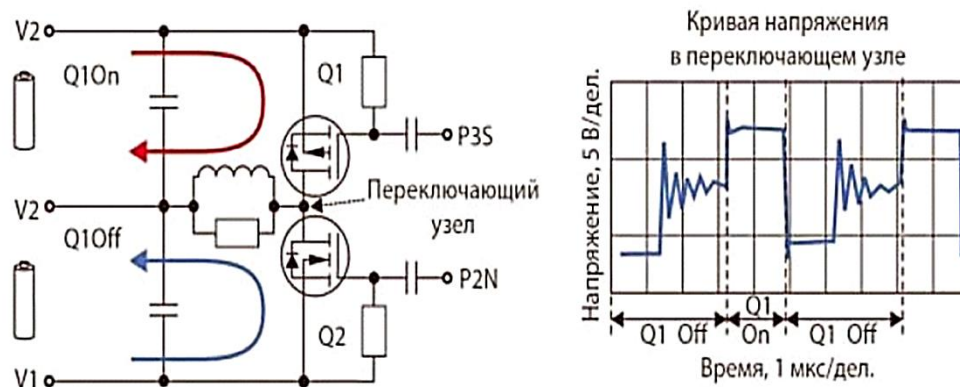 V2
Q1On
Q1
P3S
V2
Переключающий
узел
Q1Off
P2N
Q2
V1
Кривая напряжения
в переключающем узле
Напряжение, 5 В/дел.
Q1 Off
Q1
On
Q1 Off
Время, 1 мкс/дел.